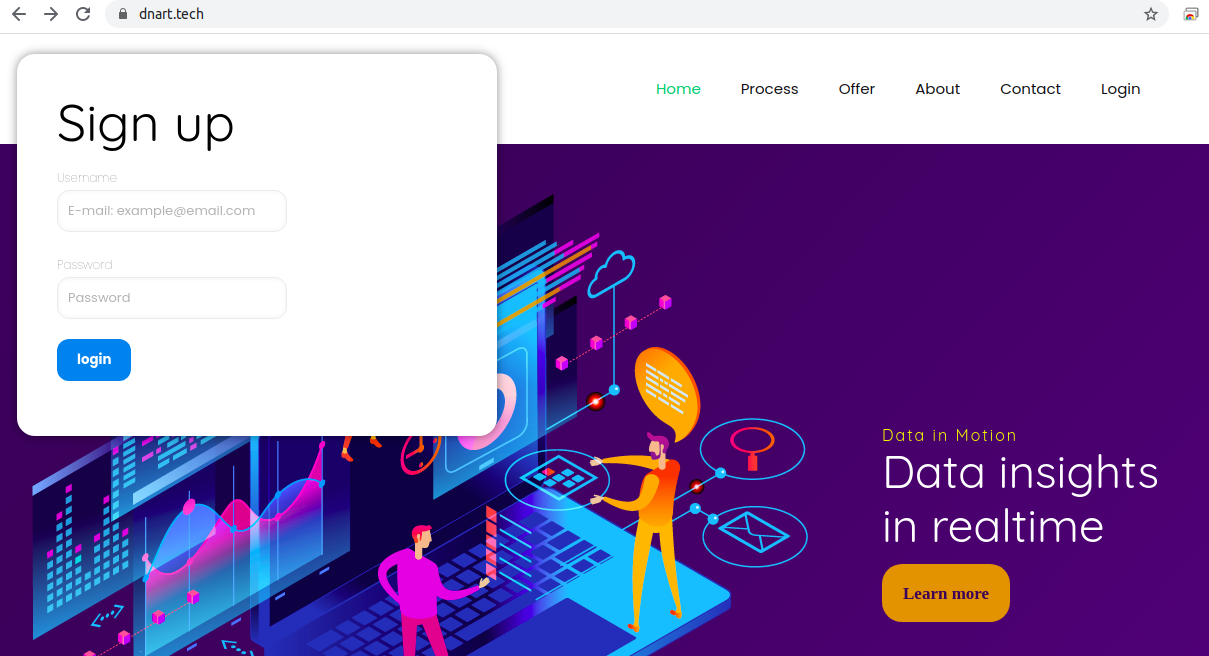 dnart.tech
Home Process Offer About Contact Login
Sign up
Username
E-mail: example@email.com
Password
Password
login
Data in Motion
Data insights
in realtime
Learn more